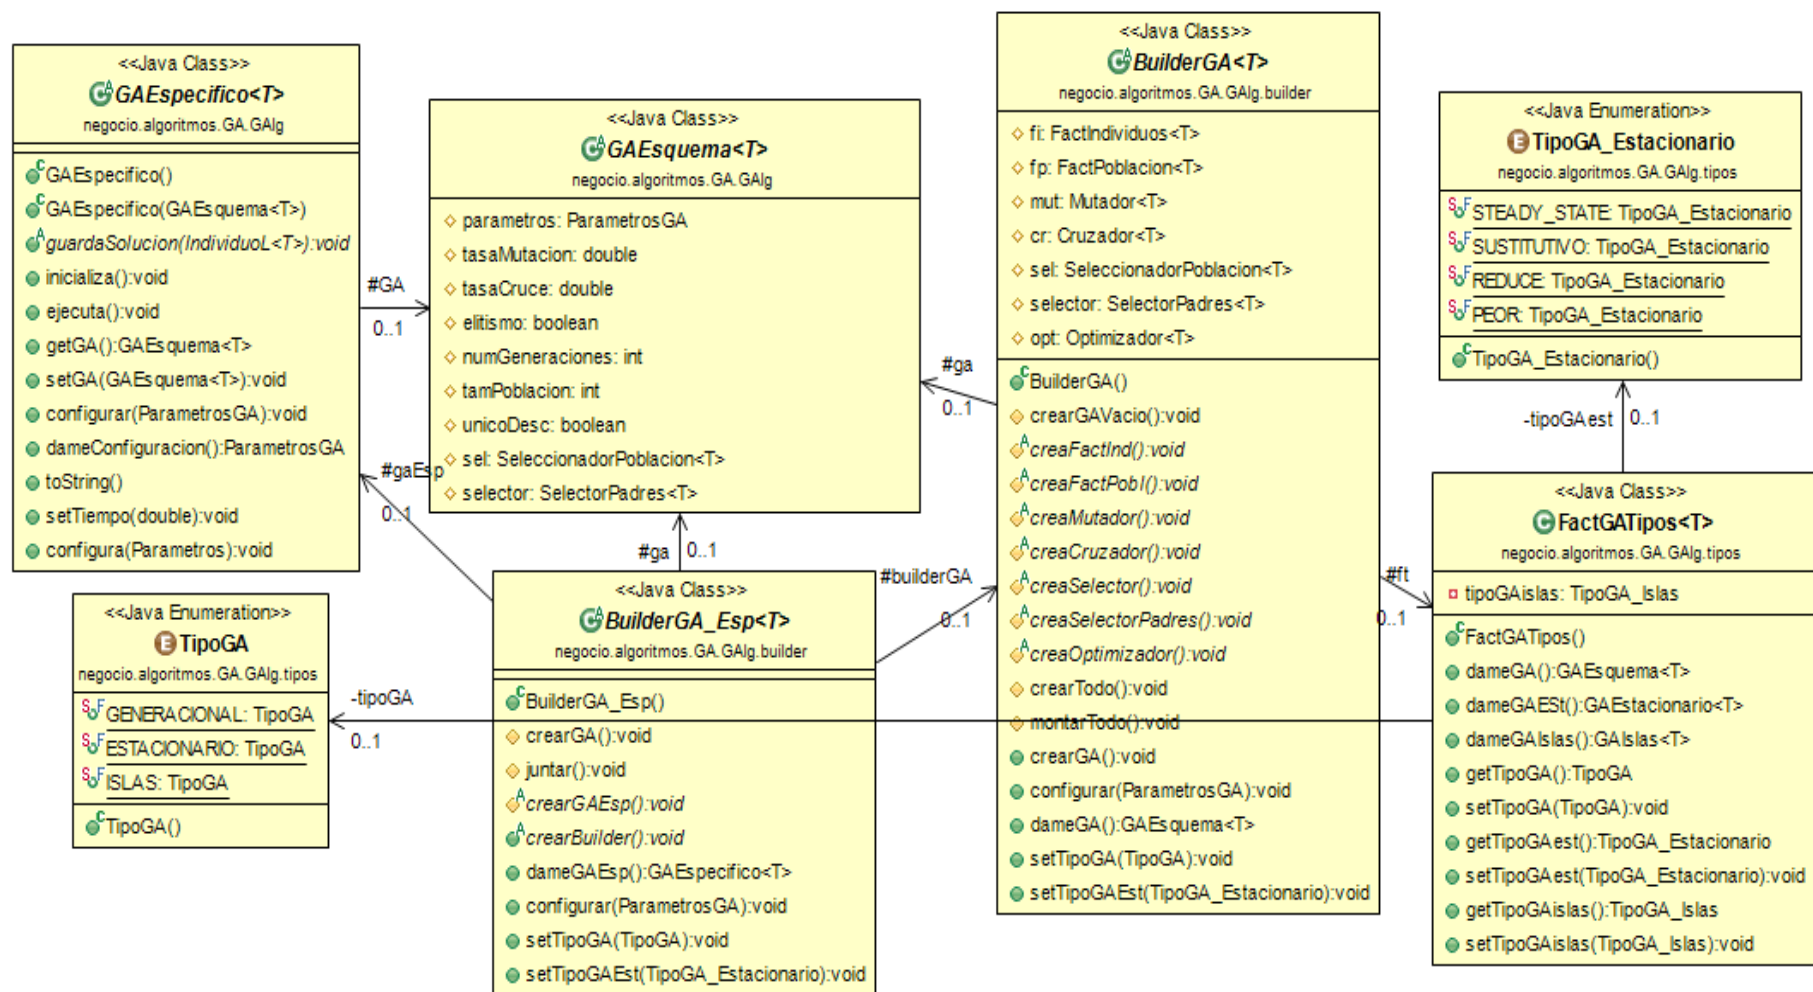 <<Java Class>>
GAEspecifico<T>
negocio.algoritmos.GA.GAlg
GAEspecifico()
GAEspecifico(GAEsquema<T>)
guardaSolucion(IndividuoL<T>):void
inicializa():void
ejecuta():void
getGA():GAEsquema<T>
setGA(GAEsquema<T>):void
configurar(ParametrosGA):void
dameConfiguracion():ParametrosGA
toString()
setTiempo(double):void
configura(Parametros):void
#GA
0..1
<<Java Class>>
GAEsquema<T>
negocio.algoritmos.GA.GAlg
parametros: ParametrosGA
tasaMutacion: double
tasaCruce: double
elitismo: boolean
numGeneraciones: int
tamPoblacion: int
unicoDesc: boolean
sel: SeleccionadorPoblacion<T>
selector: SelectorPadres<T>
#ga
0..1
<<Java Class>>
BuilderGA<T>
negocio.algoritmos.GA.GAlg.builder
fi: FactIndividuos<T>
fp: FactPoblacion<T>
mut: Mutador<T>
cr: Cruzador<T>
sel: SeleccionadorPoblacion<T>
selector: SelectorPadres<T>
opt: Optimizador<T>
BuilderGA()
crearGAVacio():void
creaFactInd():void
creaFactPobl():void
creaMutador():void
creaCruzador():void
creaSelector():void
creaSelectorPadres():void
creaOptimizador():void
crearTodo():void
montarTodo():void
crearGA():void
configurar(ParametrosGA):void
dameGA():GAEsquema<T>
setTipoGA(TipoGA):void
setTipoGAEst(TipoGA_Estacionario):void
<<Java Enumeration>>
TipoGA_Estacionario
negocio.algoritmos.GA.GAlg.tipos
STEADY_STATE: TipoGA_Estacionario
SUSTITUTIVO: TipoGA_Estacionario
REDUCE: TipoGA_Estacionario
PEOR: TipoGA_Estacionario
TipoGA_Estacionario()
-tipoGAest
0..1
#gaEsp
0..1
#ga
0..1
#builderGA
0..1
#ft
0..1
<<Java Enumeration>>
TipoGA
negocio.algoritmos.GA.GAlg.tipos
GENERACIONAL: TipoGA
ESTACIONARIO: TipoGA
ISLAS: TipoGA
TipoGA()
-tipoGA
0..1
<<Java Class>>
BuilderGA_Esp<T>
negocio.algoritmos.GA.GAlg.builder
BuilderGA_Esp()
crearGA():void
juntar():void
crearGAEsp():void
crearBuilder():void
dameGAEsp():GAEspecifico<T>
configurar(ParametrosGA):void
setTipoGA(TipoGA):void
setTipoGAEst(TipoGA_Estacionario):void
<<Java Class>>
FactGATipos<T>
negocio.algoritmos.GA.GAlg.tipos
tipoGAislas: TipoGA_Islas
FactGATipos()
dameGA():GAEsquema<T>
dameGAESt():GAEstacionario<T>
dameGAIslas():GAIslas<T>
getTipoGA():TipoGA
setTipoGA(TipoGA):void
getTipoGAest():TipoGA_Estacionario
setTipoGAest(TipoGA_Estacionario):void
getTipoGAislas():TipoGA_Islas
setTipoGAislas(TipoGA_Islas):void